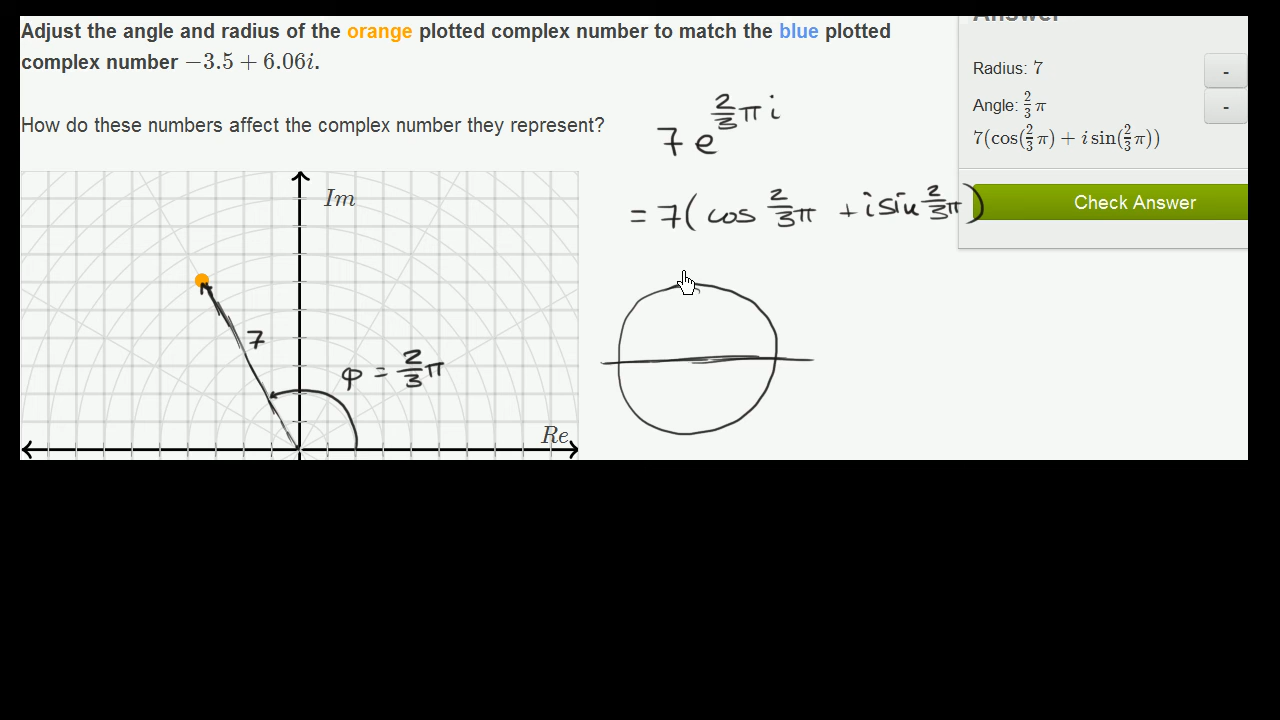 Adjust the angle and radius of the orange plotted complex number to match the blue plotted
complex number −3.5 + 6.06i.
How do these numbers affect the complex number they represent?
Im
Re
7
φ = 2/3 π
7 e^{2/3 π i}
= 7( cos 2/3 π + i sin 2/3 π )
Answer
Radius: 7
-
Angle: 2/3 π
-
7(cos(2/3 π) + i sin(2/3 π))
Check Answer